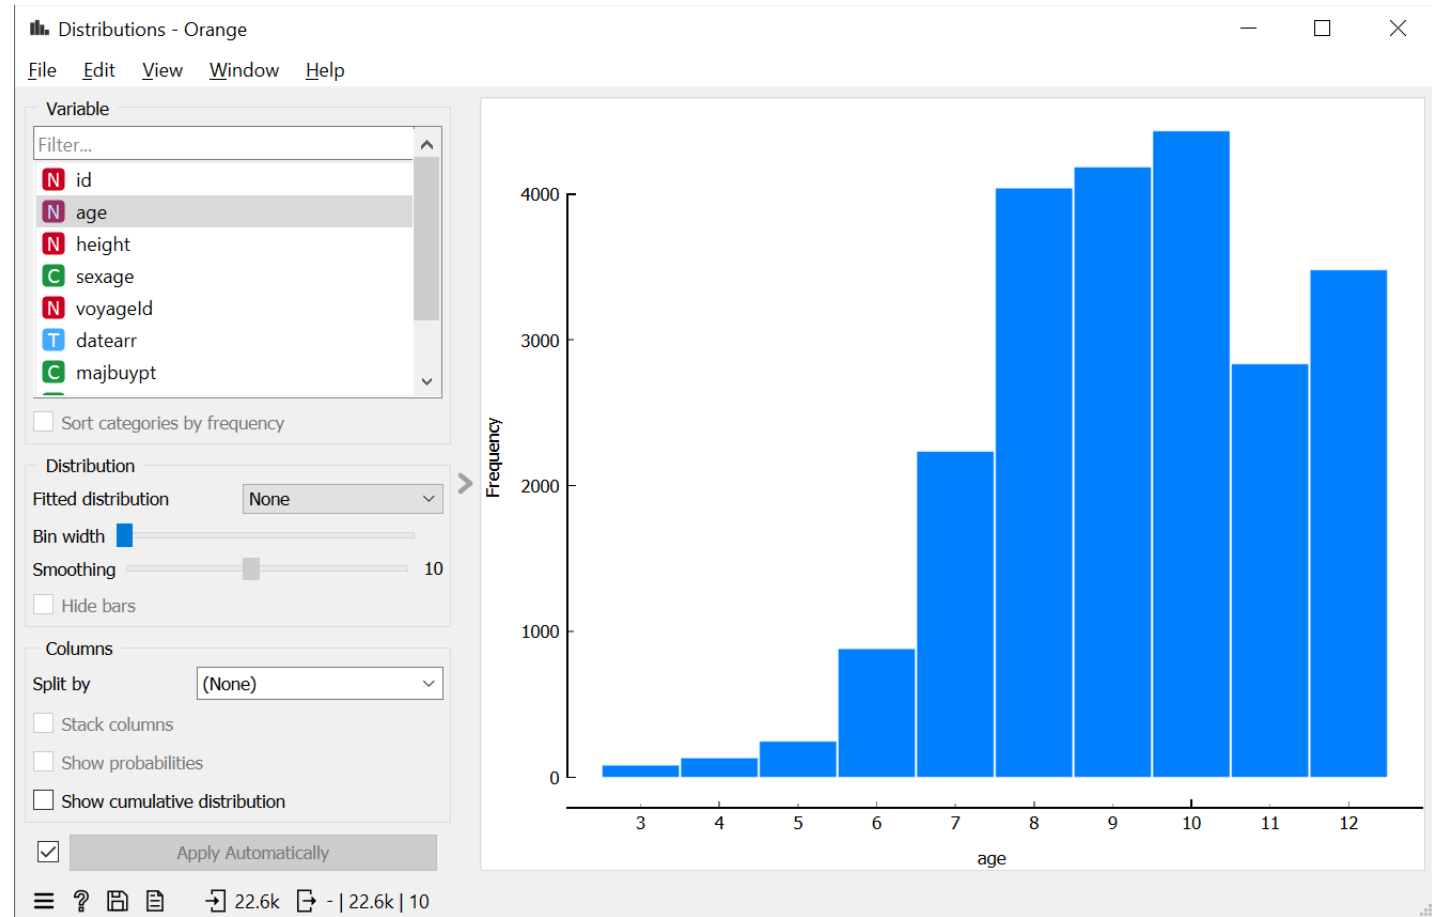 Distributions - Orange
File Edit View Window Help
Variable
Filter...
N id
N age
N height
C sexage
N voyageId
T datearr
C majbuypt
Sort categories by frequency
Distribution
Fitted distribution None
Bin width
Smoothing 10
Hide bars
Columns
Split by (None)
Stack columns
Show probabilities
Show cumulative distribution
Apply Automatically
? 22.6k - | 22.6k | 10
4000
3000
2000
1000
0
Frequency
3 4 5 6 7 8 9 10 11 12
age